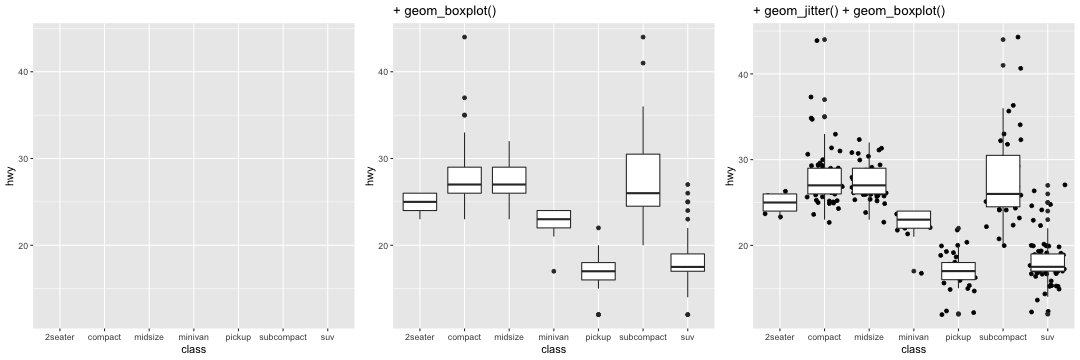 40
30
20
hwy
2seater compact midsize minivan pickup subcompact suv
class
+ geom_boxplot()
40
30
20
hwy
2seater compact midsize minivan pickup subcompact suv
class
+ geom_jitter() + geom_boxplot()
40
30
20
hwy
2seater compact midsize minivan pickup subcompact suv
class